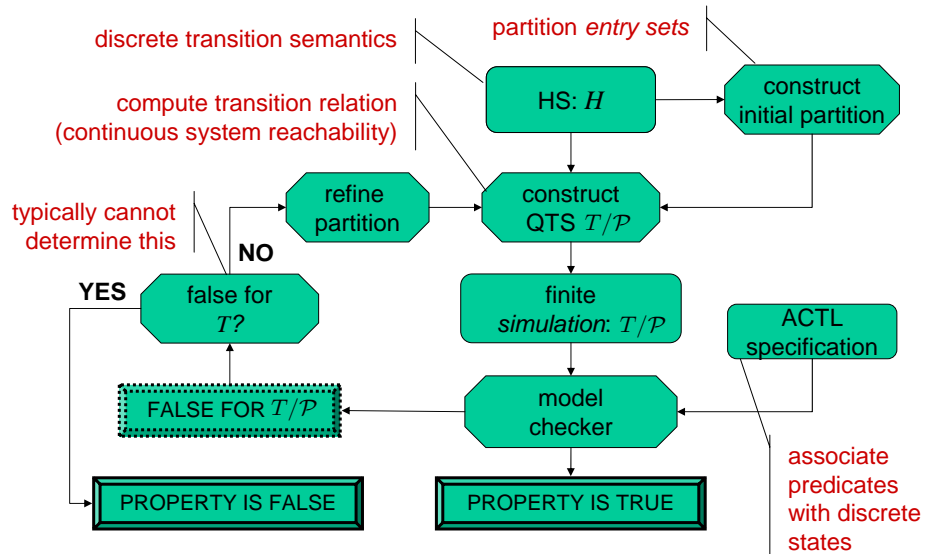 discrete transition semantics
partition entry sets
HS: H
construct
initial partition
compute transition relation
(continuous system reachability)
refine
partition
construct
QTS T/P
typically cannot
determine this
NO
YES
false for
T?
finite
simulation: T/P
ACTL
specification
FALSE FOR T/P
model
checker
associate
predicates
with discrete
states
PROPERTY IS FALSE
PROPERTY IS TRUE